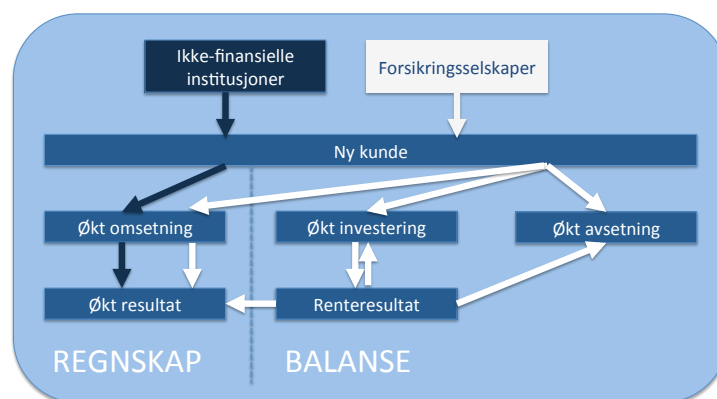 Ikke-finansielle
institusjoner
Forsikringsselskaper
Ny kunde
Økt omsetning
Økt investering
Økt avsetning
Økt resultat
Renteresultat
REGNSKAP
BALANSE